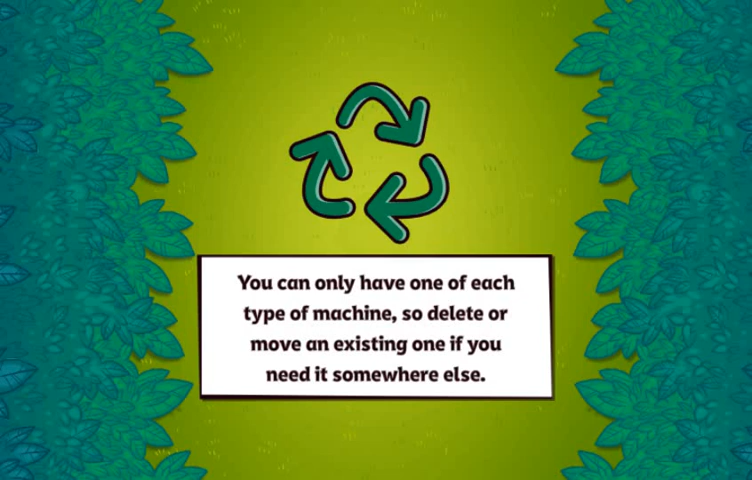 You can only have one of each
type of machine, so delete or
move an existing one if you
need it somewhere else.